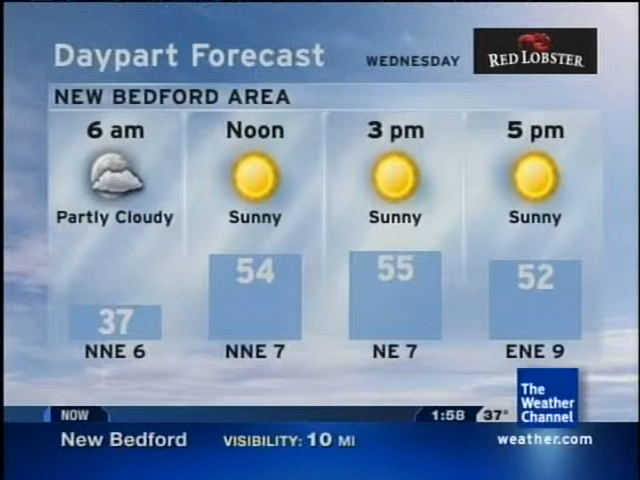 Daypart Forecast
WEDNESDAY
RED LOBSTER
NEW BEDFORD AREA
6 am Noon 3 pm 5 pm
Partly Cloudy Sunny Sunny Sunny
37 54 55 52
NNE 6 NNE 7 NE 7 ENE 9
NOW 1:58 37°
The
Weather
Channel
New Bedford VISIBILITY: 10 MI weather.com